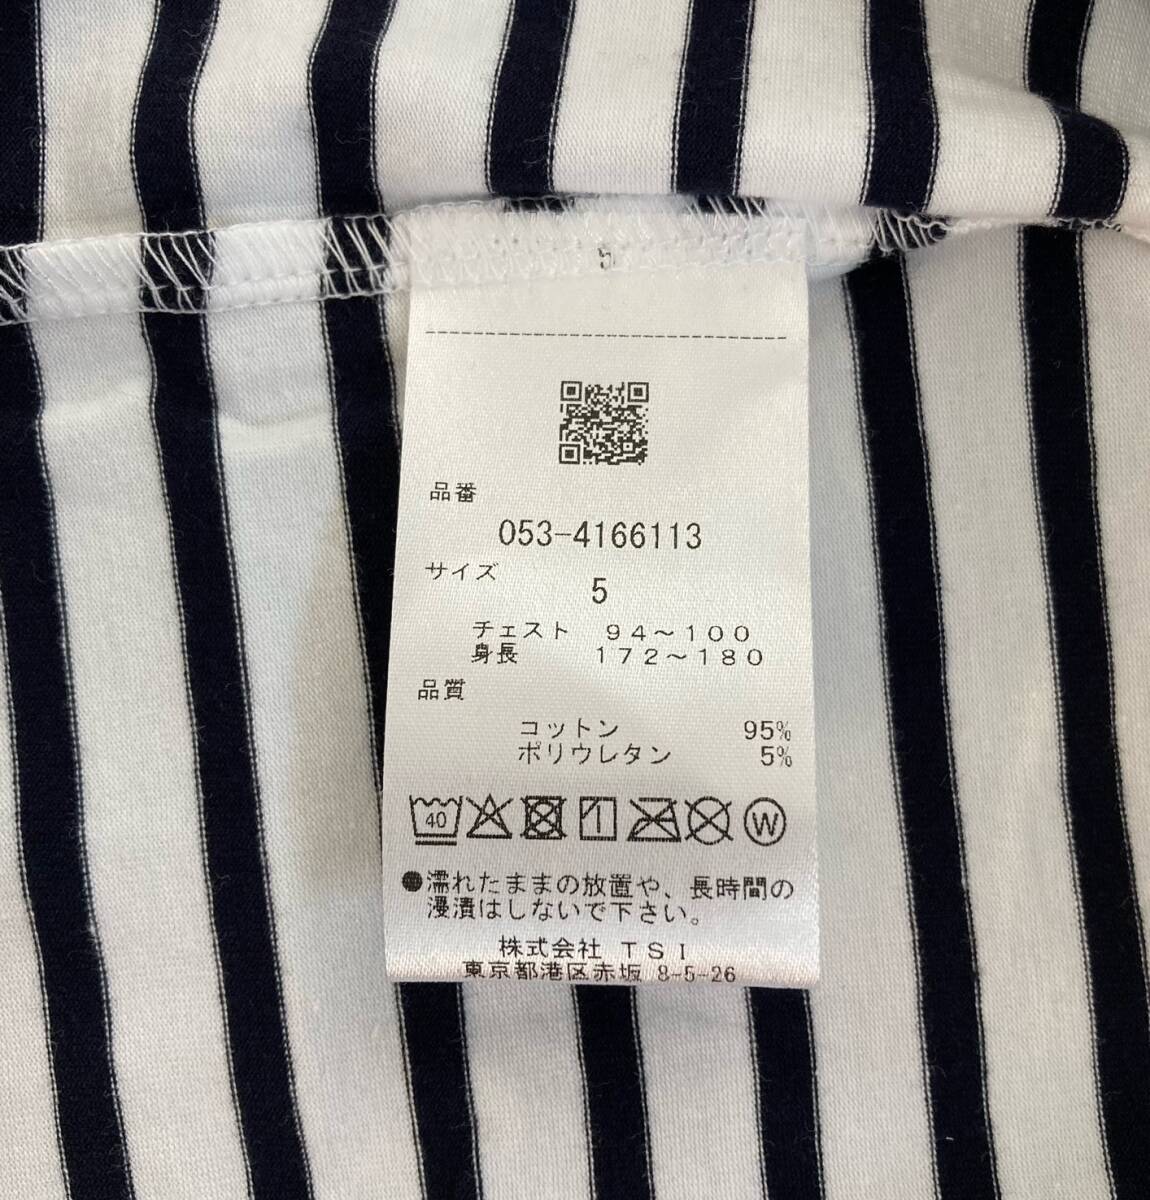 5
品番
053-4166113
サイズ
5
チェスト 94～100
身長 172～180
品質
コットン 95%
ポリウレタン 5%
40 W
●濡れたままの放置や、長時間の
浸漬はしないで下さい。
株式会社 TSI
東京都港区赤坂 8-5-26